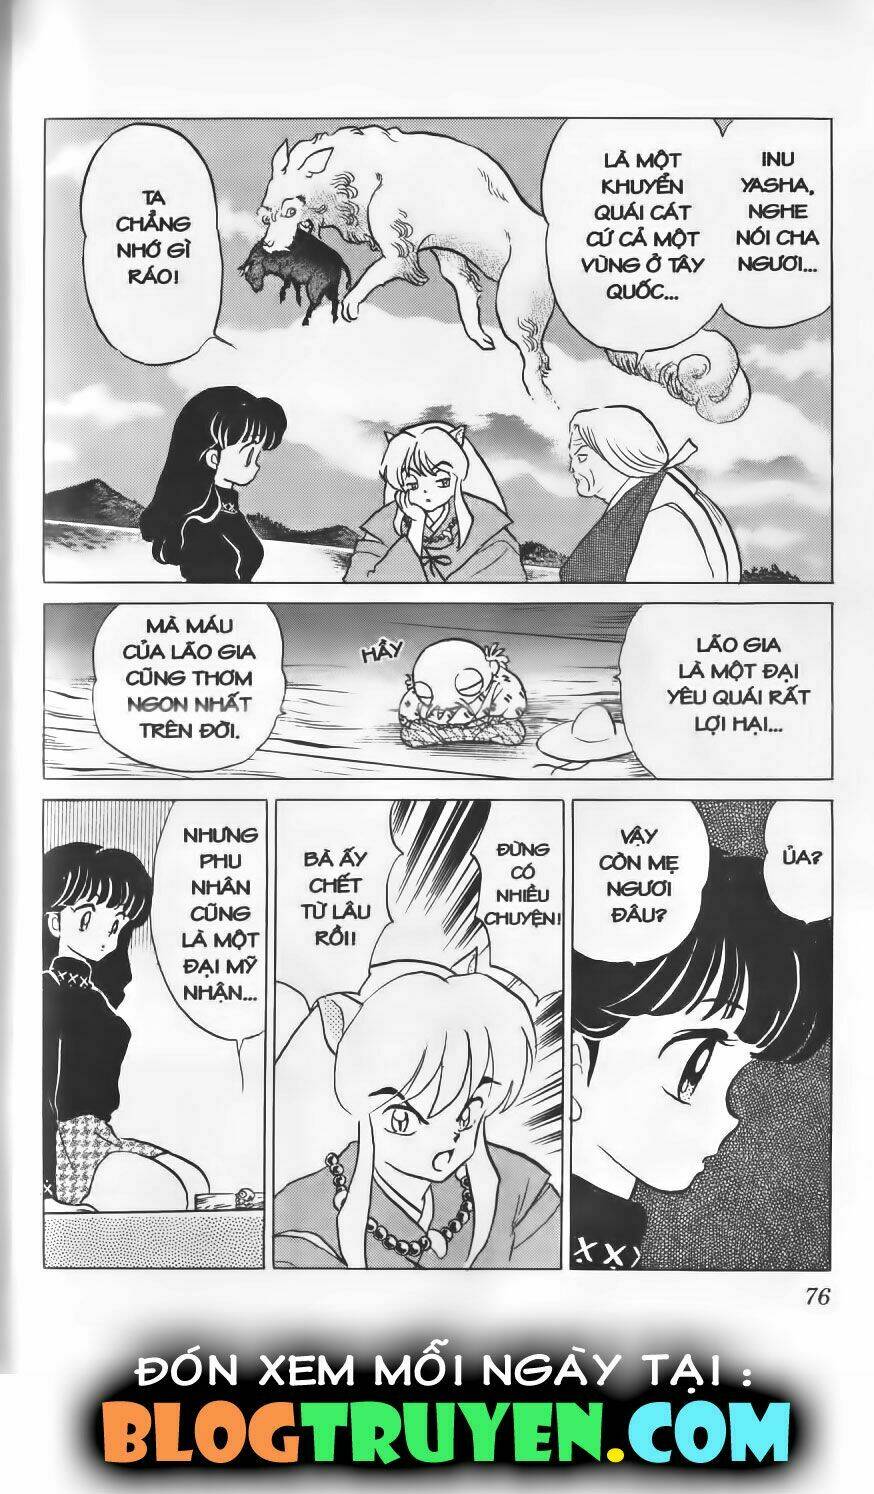 INU
YASHA,
NGHE
NÓI CHA
NGƯƠI...
LÀ MỘT
KHUYỂN
QUÁI CÁT
CỨ CẢ MỘT
VÙNG Ở TÂY
QUỐC...
TA
CHẲNG
NHỚ GÌ
RÁO!
LÃO GIA
LÀ MỘT ĐẠI
YÊU QUÁI RẤT
LỢI HẠI...
HẦY
MÀ MÁU
CỦA LÃO GIA
CŨNG THƠM
NGON NHẤT
TRÊN ĐỜI.
ỦA?
VẬY
CÒN MẸ
NGƯƠI
ĐÂU?
ĐỪNG
CÓ
NHIỀU
CHUYỆN!
BÀ ẤY
CHẾT
TỪ LÂU
RỒI!
NHƯNG
PHU
NHÂN
CŨNG
LÀ MỘT
ĐẠI MỸ
NHÂN...
76
ĐÓN XEM MỖI NGÀY TẠI :
BLOGTRUYEN.COM